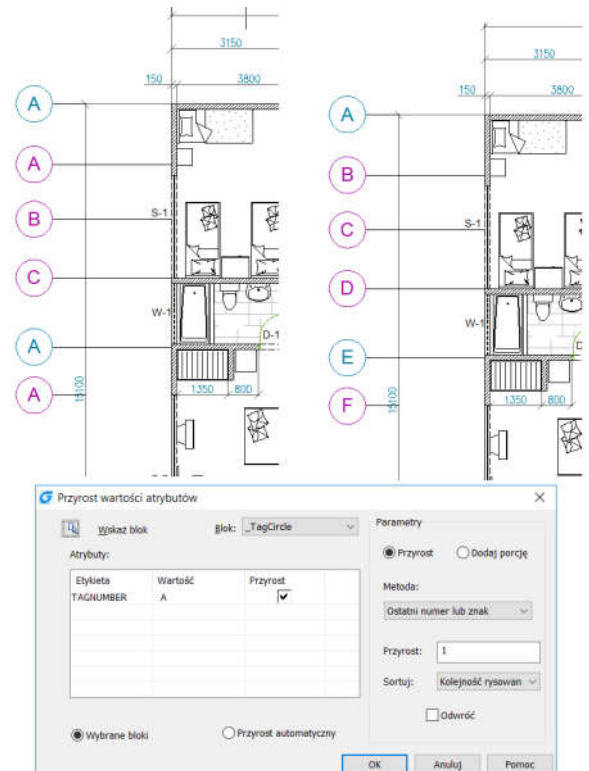 3150
150 3800
A
A
B
S-1
C
W-1
A
D-1
A
1350 800
15100
3150
150 3800
A
B
S-1
C
D
W-1
E
F
1350 800
15100
Przyrost wartości atrybutów
Wskaż blok
Blok: _TagCircle
Atrybuty:
Etykieta Wartość Przyrost
TAGNUMBER A
Wybrane bloki
Przyrost automatyczny
Parametry
Przyrost
Dodaj porcję
Metoda:
Ostatni numer lub znak
Przyrost: 1
Sortuj: Kolejność rysowan
Odwróć
OK Anuluj Pomoc